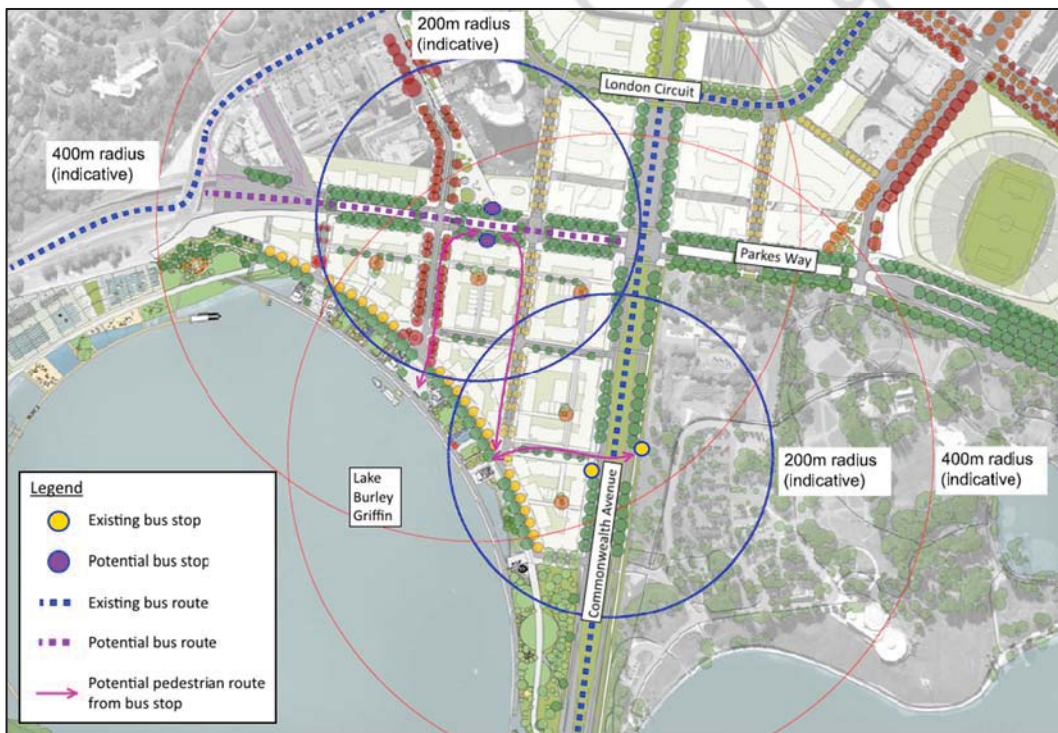 200m radius
(indicative)
London Circuit
400m radius
(indicative)
Parkes Way
200m radius
(indicative)
400m radius
(indicative)
Lake
Burley
Griffin
Commonwealth Avenue
Legend
Existing bus stop
Potential bus stop
Existing bus route
Potential bus route
Potential pedestrian route
from bus stop